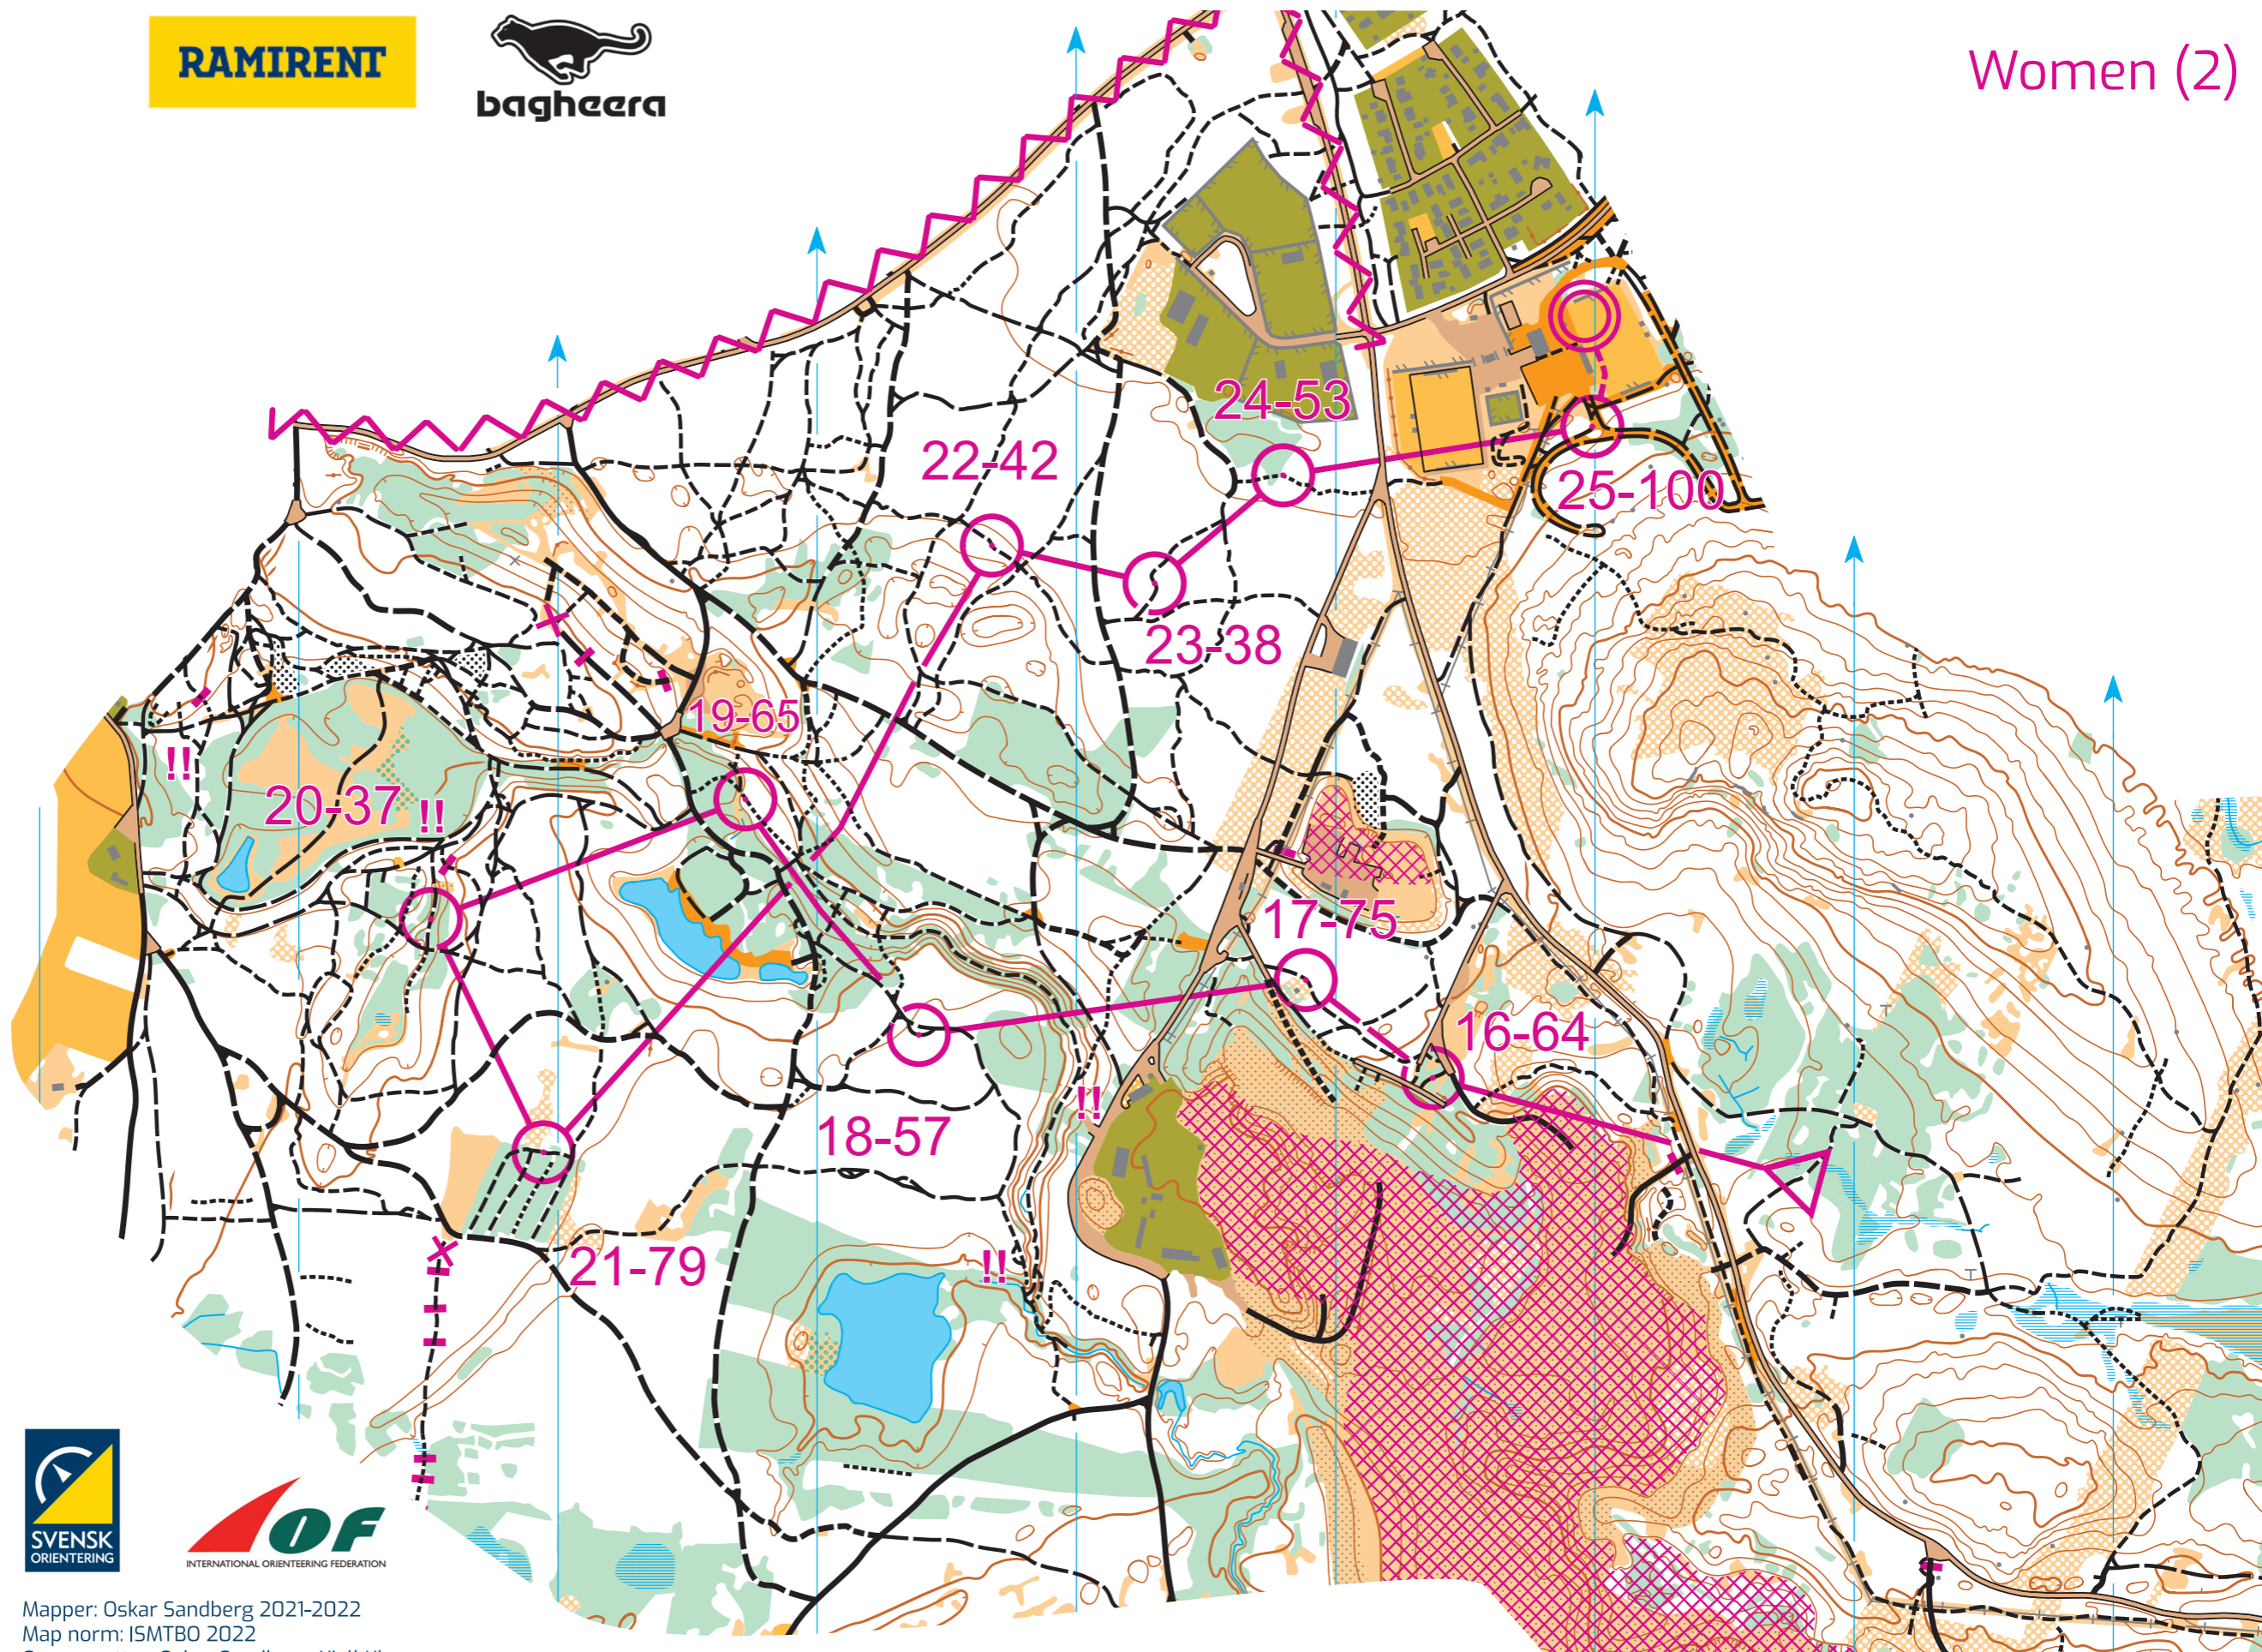 RAMIRENT
bagheera
Women (2)
24-53
22-42
25-100
23-38
19-65
!!
20-37 !!
17-75
16-64
!!
18-57
21-79
!!
SVENSK
ORIENTERING
IOF
INTERNATIONAL ORIENTEERING FEDERATION
Mapper: Oskar Sandberg 2021-2022
Map norm: ISMTBO 2022